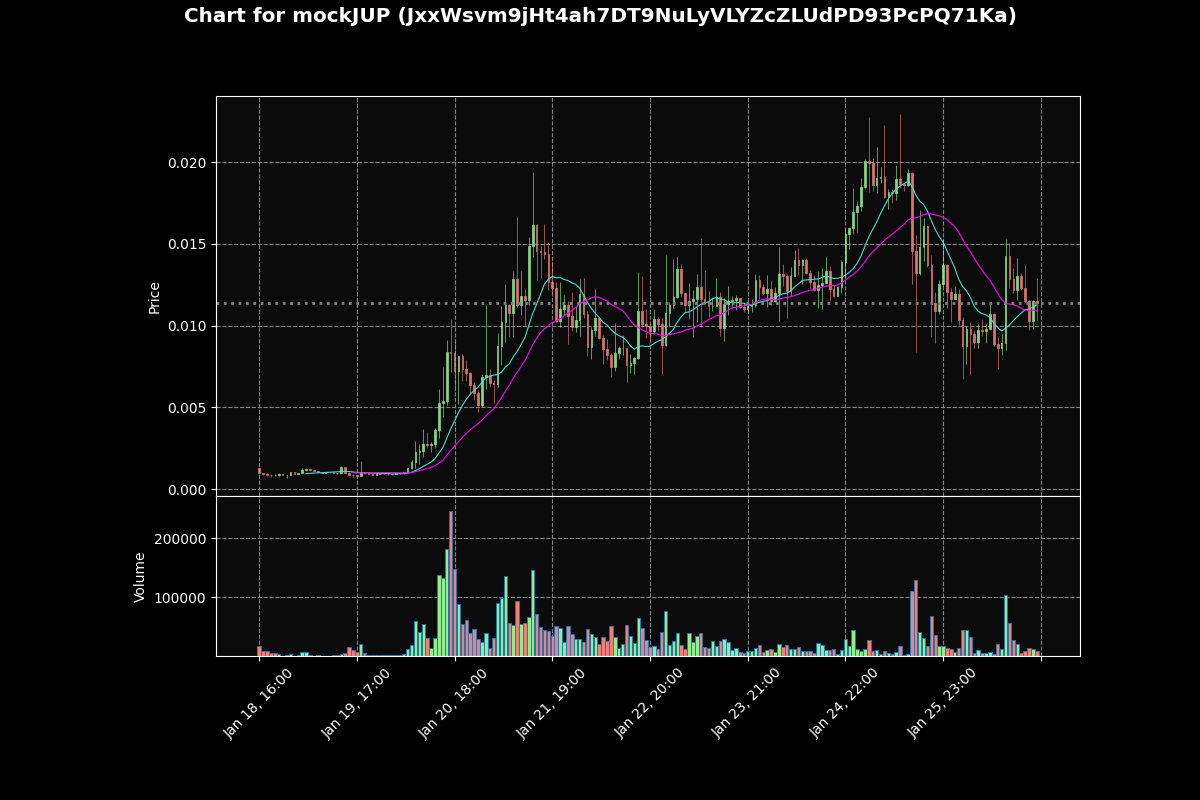 Chart for mockJUP (JxxWsvm9jHt4ah7DT9NuLyVLYZcZLUdPD93PcPQ71Ka)
Price
0.020
0.015
0.010
0.005
0.000
Volume
200000
100000
Jan 18, 16:00
Jan 19, 17:00
Jan 20, 18:00
Jan 21, 19:00
Jan 22, 20:00
Jan 23, 21:00
Jan 24, 22:00
Jan 25, 23:00